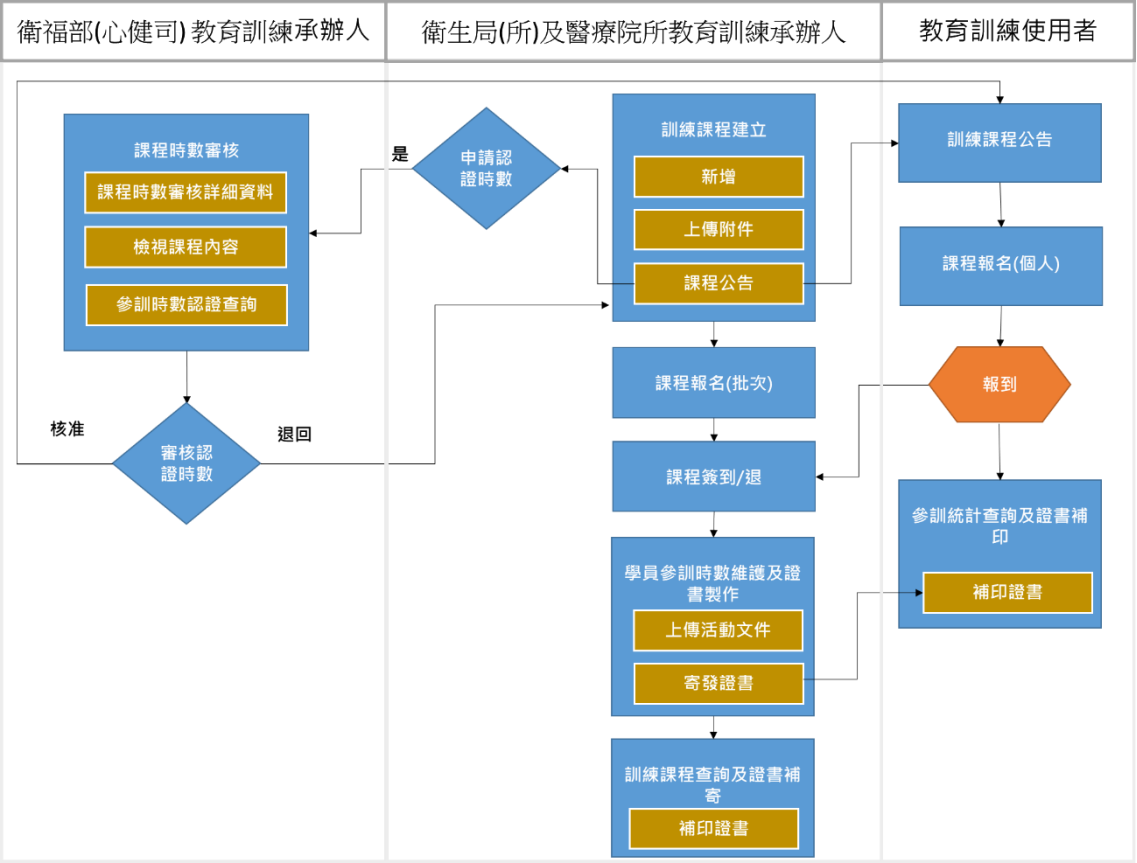 衛福部(心健司) 教育訓練承辦人
衛生局(所)及醫療院所教育訓練承辦人
教育訓練使用者
課程時數審核
課程時數審核詳細資料
檢視課程內容
參訓時數認證查詢
審核認
證時數
核准
退回
是
申請認
證時數
訓練課程建立
新增
上傳附件
課程公告
課程報名(批次)
課程簽到/退
學員參訓時數維護及證
書製作
上傳活動文件
寄發證書
訓練課程查詢及證書補
寄
補印證書
訓練課程公告
課程報名(個人)
報到
參訓統計查詢及證書補
印
補印證書